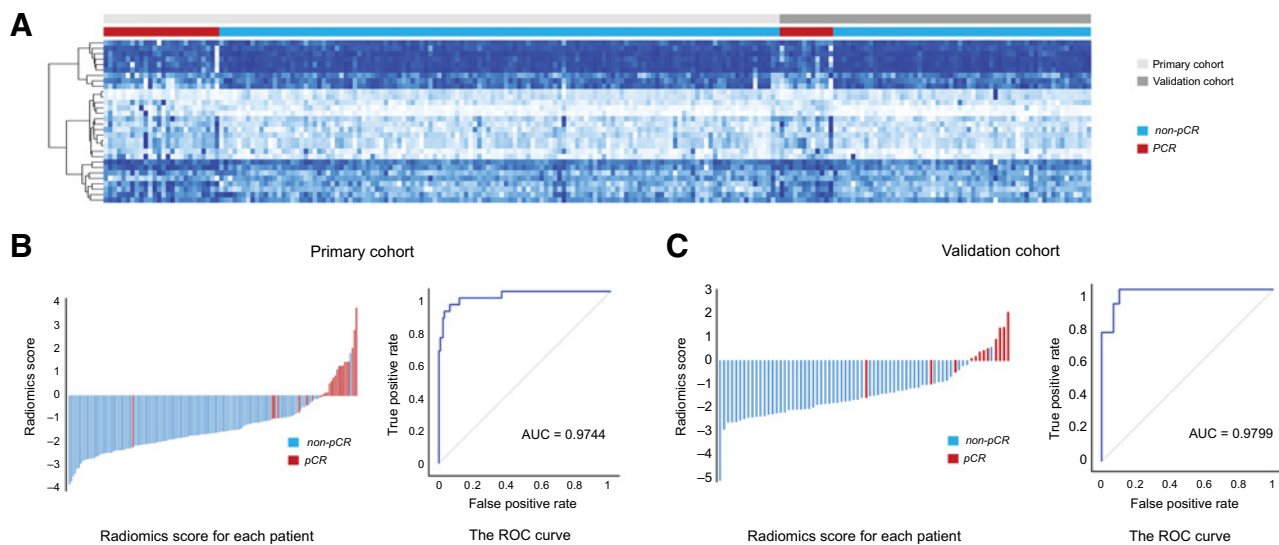 A
Primary cohort
Validation cohort
non-pCR
PCR
B
Primary cohort
Radiomics score
4
3
2
1
0
–1
–2
–3
–4
non-pCR
pCR
Radiomics score for each patient
True positive rate
1
0.8
0.6
0.4
0.2
0
AUC = 0.9744
0 0.2 0.4 0.6 0.8 1
False positive rate
The ROC curve
C
Validation cohort
Radiomics score
3
2
1
0
–1
–2
–3
–4
–5
non-pCR
pCR
Radiomics score for each patient
True positive rate
1
0.8
0.6
0.4
0.2
0
AUC = 0.9799
0 0.2 0.4 0.6 0.8 1
False positive rate
The ROC curve